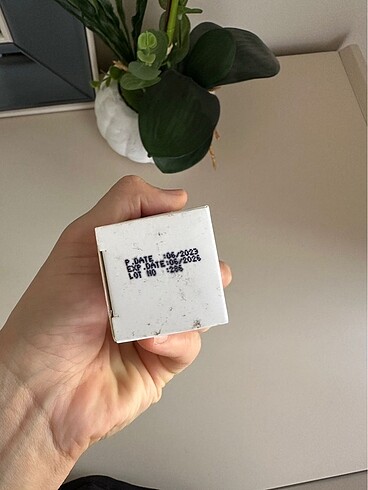 P.DATE :06/2023
EXP.DATE:06/2026
LOT NO :286